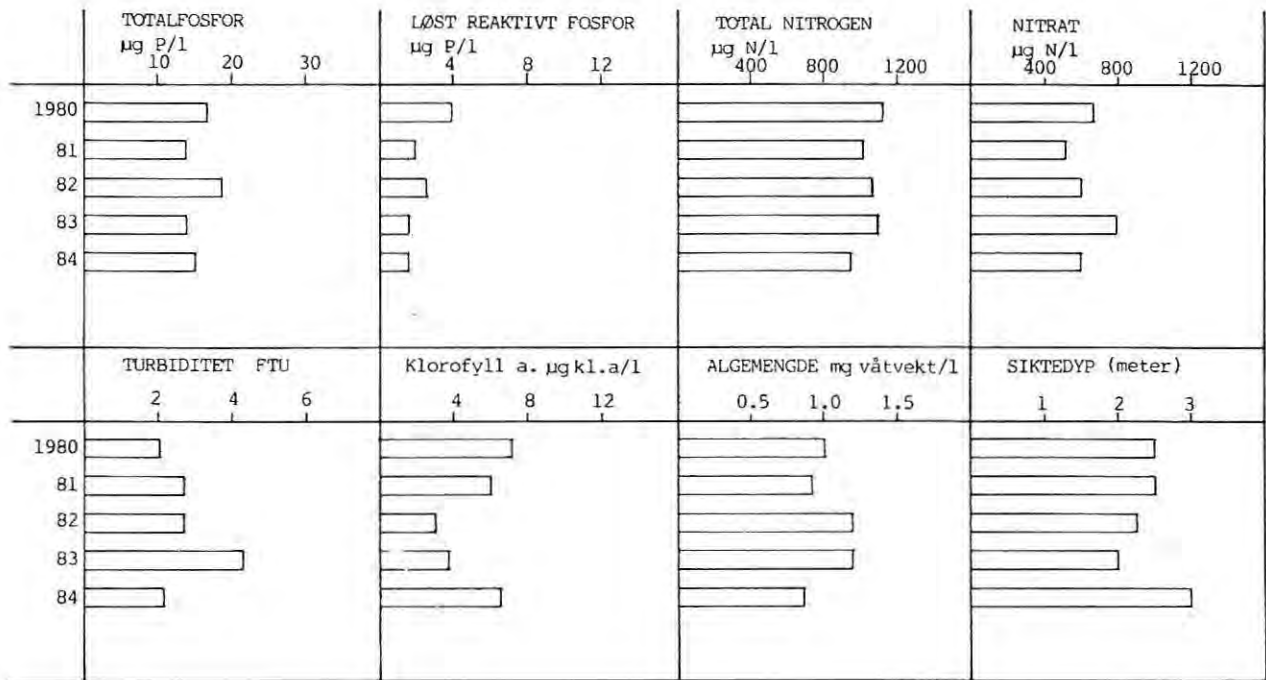 TOTALFOSFOR
µg P/l
10 20 30
LØST REAKTIVT FOSFOR
µg P/l
4 8 12
TOTAL NITROGEN
µg N/l
400 800 1200
NITRAT
µg N/l
400 800 1200
1980
81
82
83
84
TURBIDITET FTU
2 4 6
Klorofyll a. µg kl.a/l
4 8 12
ALGEMENGDE mg våtvekt/l
0.5 1.0 1.5
SIKTEDYP (meter)
1 2 3
1980
81
82
83
84